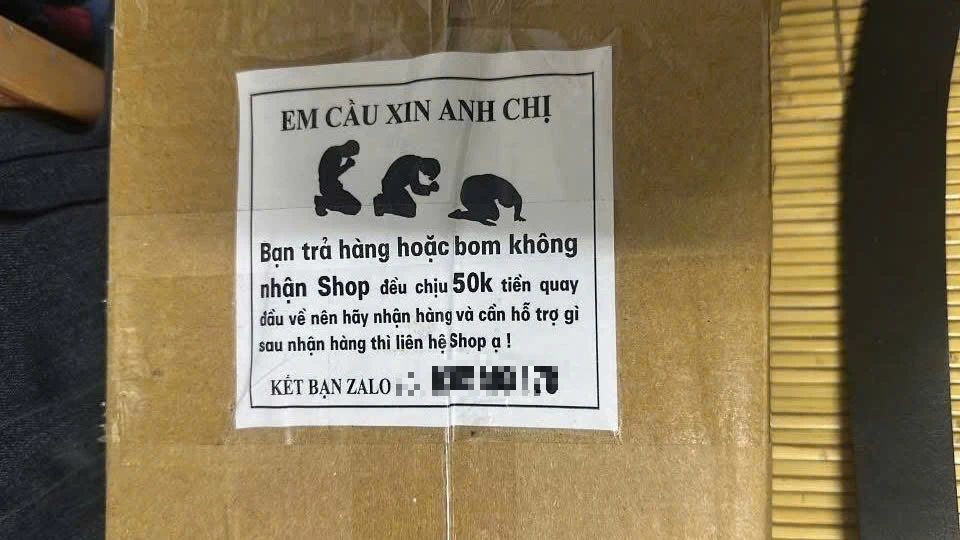 EM CẦU XIN ANH CHỊ
Bạn trả hàng hoặc bom không
nhận Shop đều chịu 50k tiền quay
đầu về nên hãy nhận hàng và cần hỗ trợ gì
sau nhận hàng thì liên hệ Shop ạ !
KẾT BẠN ZALO